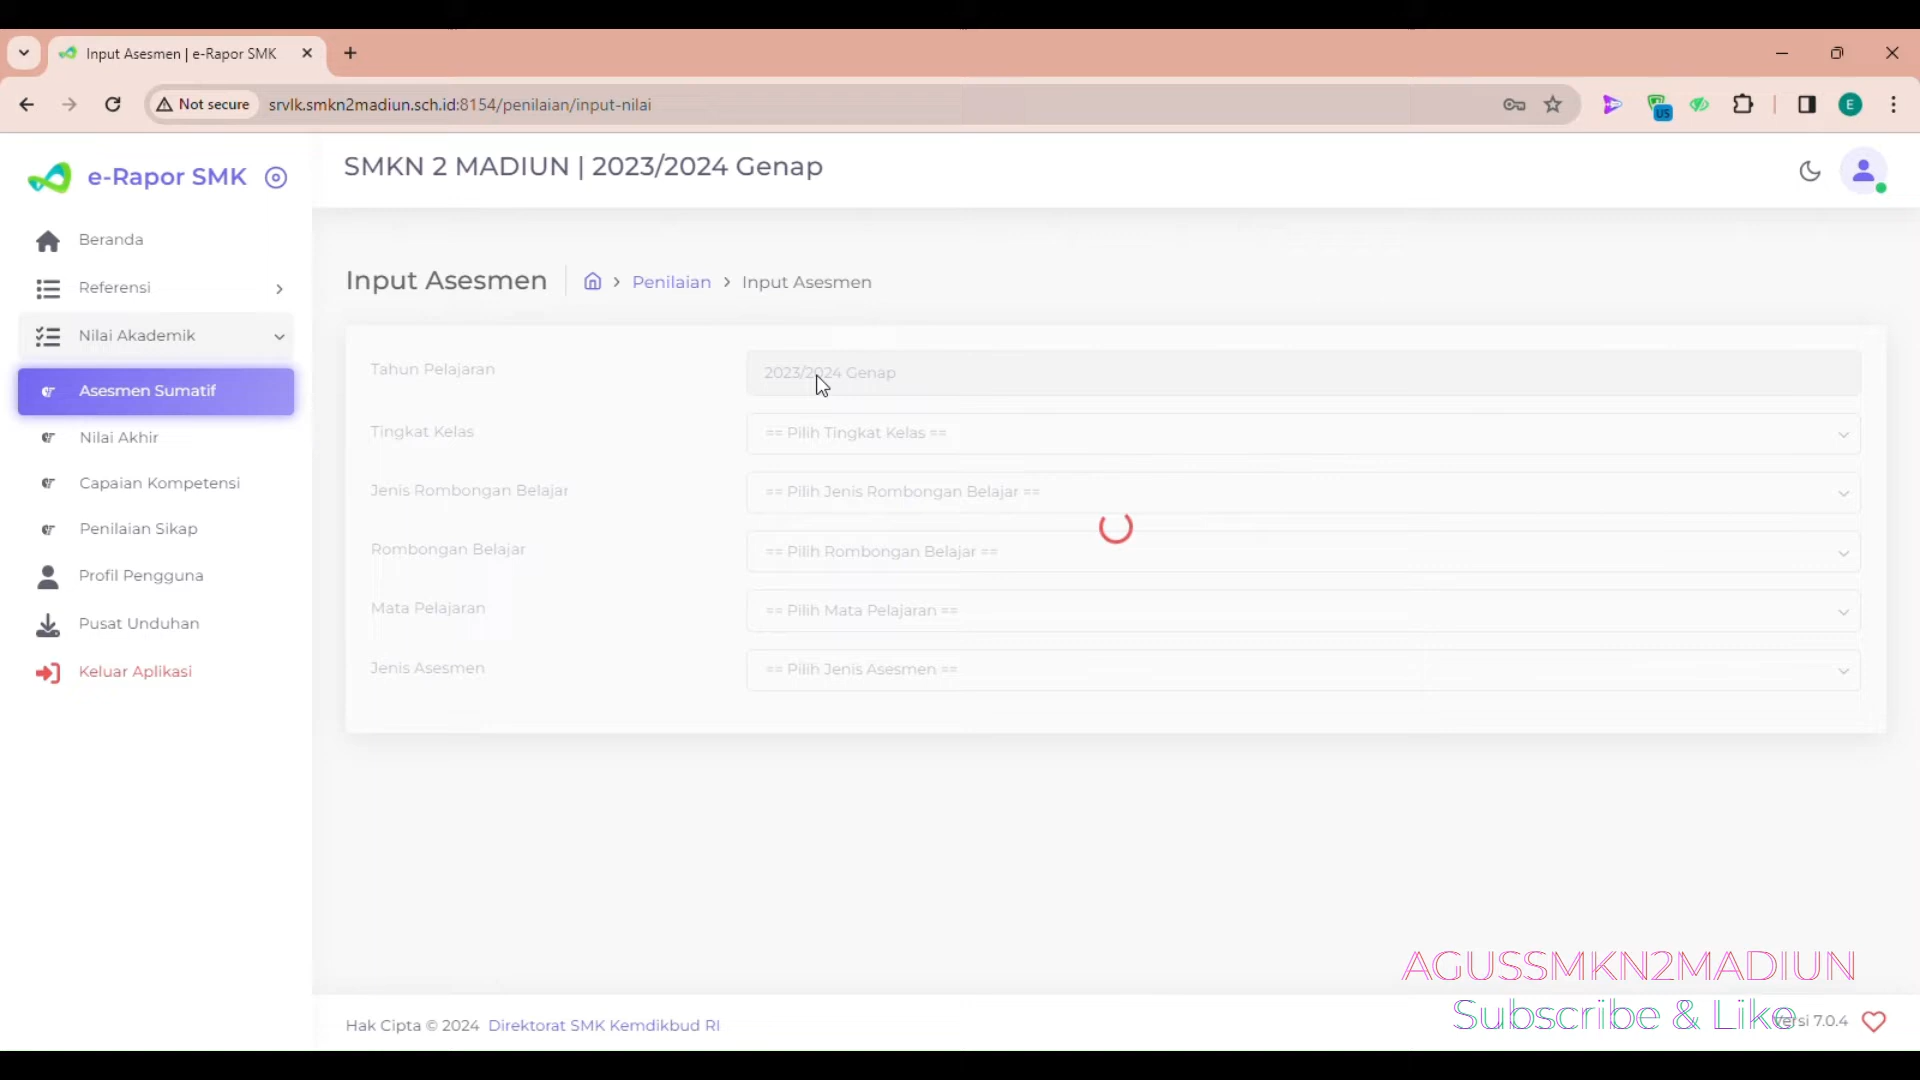 Input Asesmen | e-Rapor SMK
Not secure
srvlk.smkn2madiun.sch.id:8154/penilaian/input-nilai
US
E
e-Rapor SMK
SMKN 2 MADIUN | 2023/2024 Genap
Beranda
Referensi
Nilai Akademik
Asesmen Sumatif
Nilai Akhir
Capaian Kompetensi
Penilaian Sikap
Profil Pengguna
Pusat Unduhan
Keluar Aplikasi
Input Asesmen
Penilaian
Input Asesmen
Tahun Pelajaran
2023/2024 Genap
Tingkat Kelas
== Pilih Tingkat Kelas ==
Jenis Rombongan Belajar
== Pilih Jenis Rombongan Belajar ==
Rombongan Belajar
== Pilih Rombongan Belajar ==
Mata Pelajaran
== Pilih Mata Pelajaran ==
Jenis Asesmen
== Pilih Jenis Asesmen ==
AGUSSMKN2MADIUN
Subscribe & Like
Hak Cipta © 2024 Direktorat SMK Kemdikbud RI
7.0.4